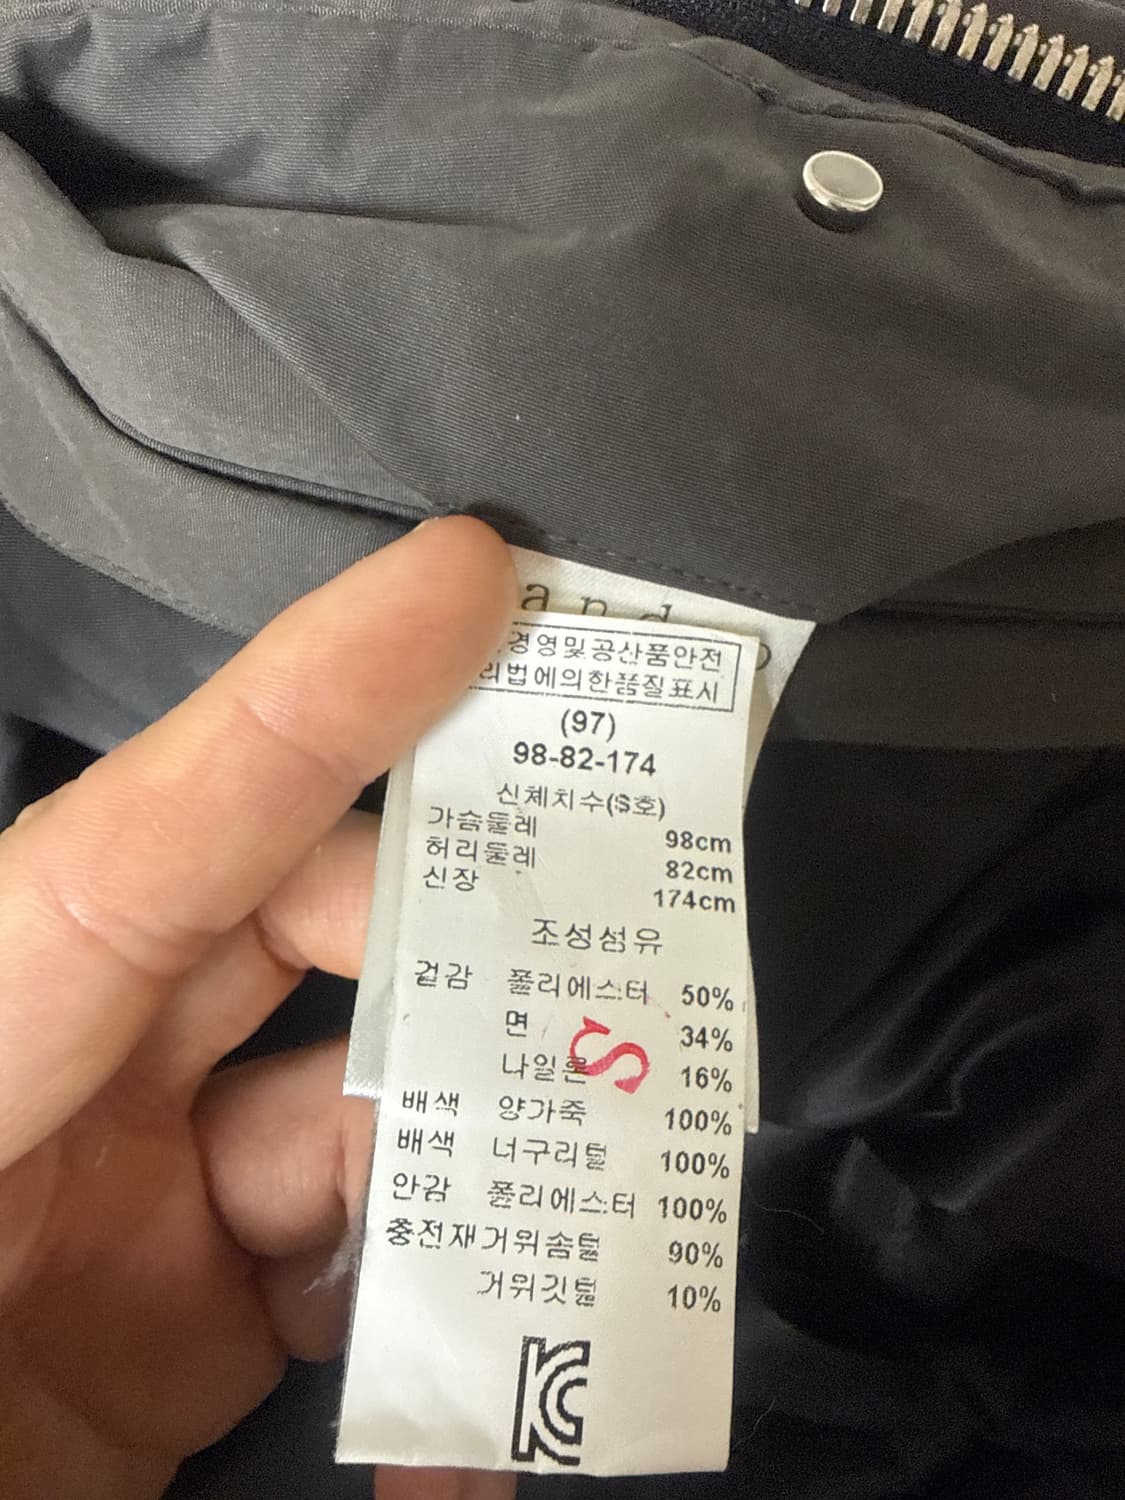 and
경영및공산품안전
리법에의한품질표시
(97)
98-82-174
신체치수(S호)
가슴둘레 98cm
허리둘레 82cm
신장 174cm
조성섬유
겉감 폴리에스터 50%
면 34%
나일론 16%
S
배색 양가죽 100%
배색 너구리털 100%
안감 폴리에스터 100%
충전재 거위솜털 90%
거위깃털 10%
KC